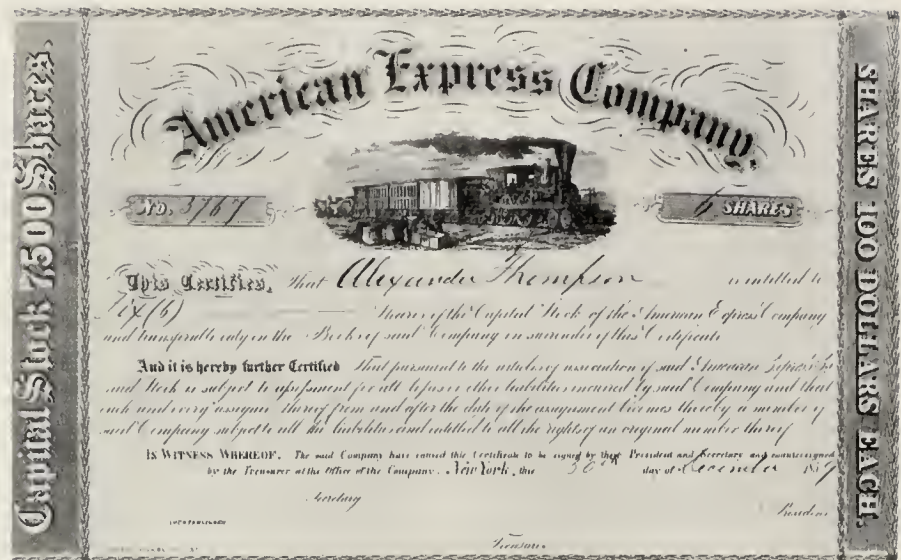 American Express Company.
Capital Stock 7500 Shares.
SHARES 100 DOLLARS EACH.
No. 3767
6 SHARES
This Certifies, That Alexander Thompson is entitled to
Six (6) Shares of the Capital Stock of the American Express Company
and transferable only in the Books of said Company on surrender of this Certificate
And it is hereby further Certified That pursuant to the articles of association of said American Express Co.
said Stock is subject to assessment for all losses or other liabilities incurred by said Company and that
each and every assignee thereof from and after the date of the assignment becomes thereby a member of
said Company subject to all the liabilities and entitled to all the rights of an original member thereof
IN WITNESS WHEREOF. The said Company have caused this Certificate to be signed by their President and Secretary and countersigned
by the Treasurer at the Office of the Company. New York, this 30th day of December 18
Secretary
President
Treasurer